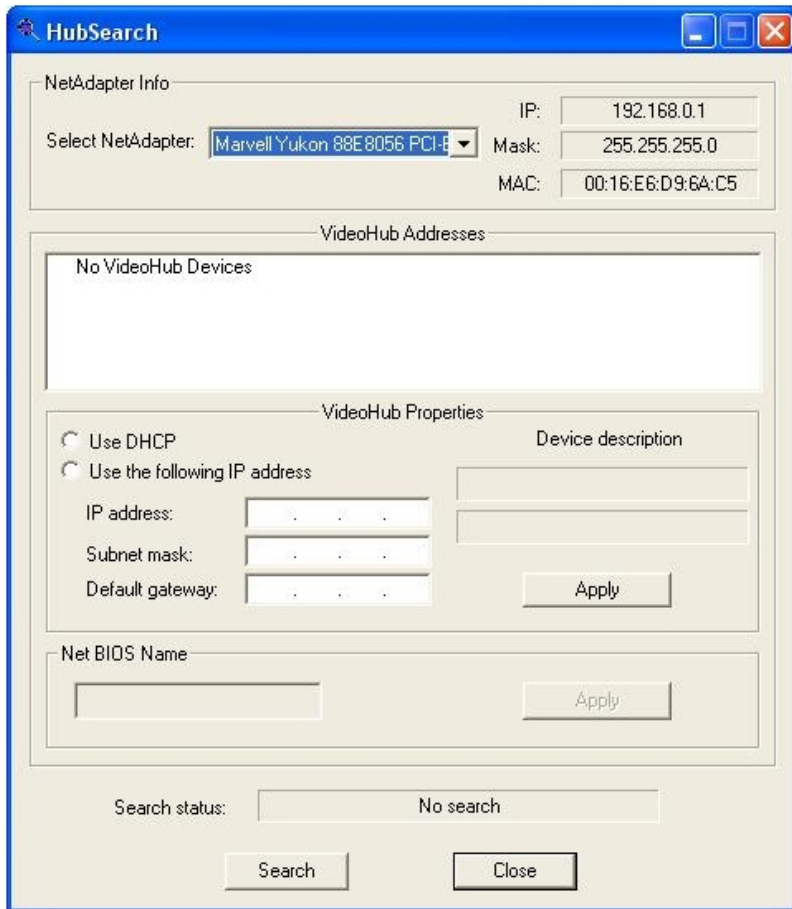 HubSearch
NetAdapter Info
IP: 192.168.0.1
Select NetAdapter: Marvell Yukon 88E8056 PCI-E Mask: 255.255.255.0
MAC: 00:16:E6:D9:6A:C5
VideoHub Addresses
No VideoHub Devices
VideoHub Properties
Use DHCP Device description
Use the following IP address
IP address: . . .
Subnet mask: . . .
Default gateway: . . . Apply
Net BIOS Name
Apply
Search status: No search
Search Close